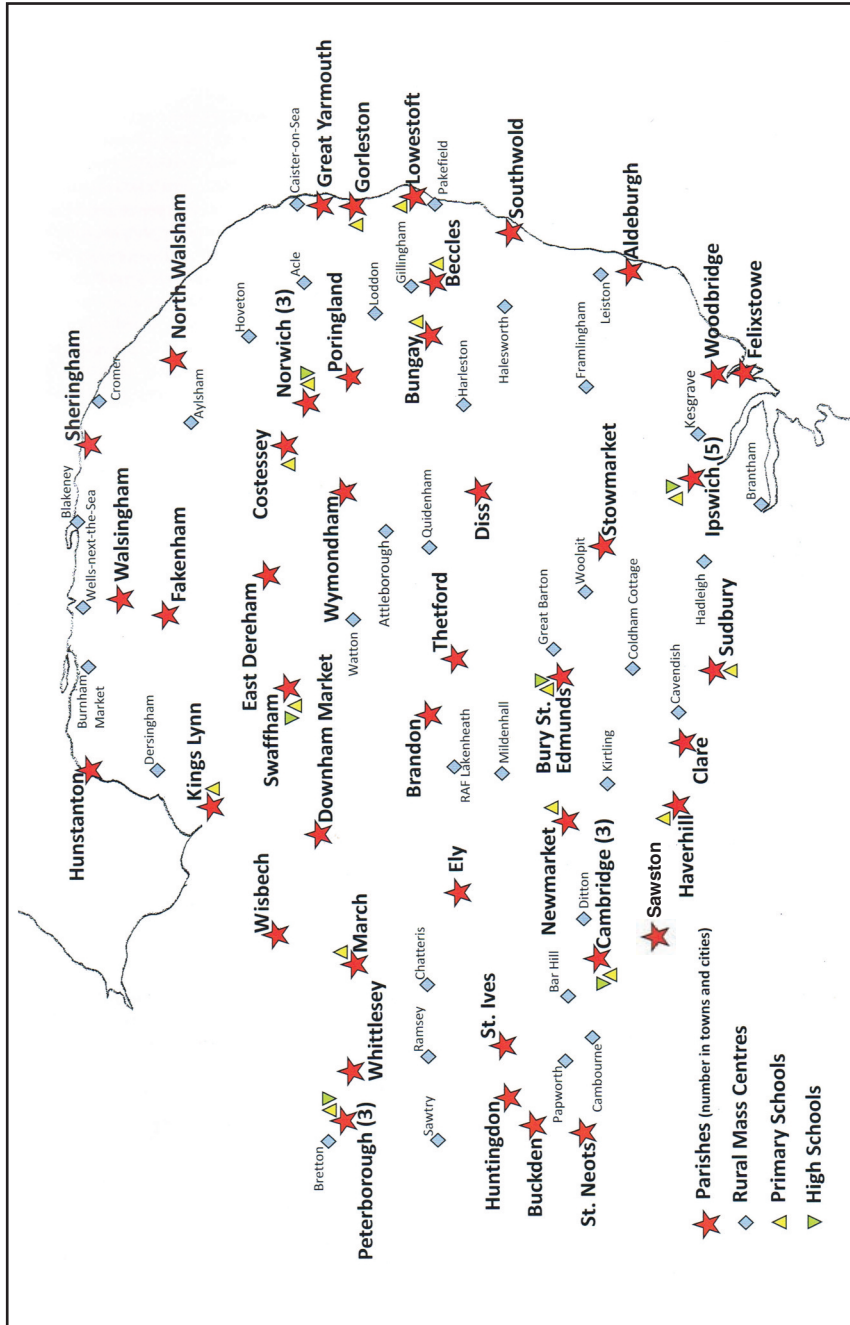 Blakeney
Wells-next-the-Sea
Burnham
Market
Hunstanton
Walsingham
Sheringham
Cromer
Dersingham
Fakenham
Aylsham
North Walsham
Kings Lynn
Hoveton
Wisbech
Swaffham
East Dereham
Costessey
Norwich (3)
Acle
Caister-on-Sea
Great Yarmouth
Downham Market
Bretton
Peterborough (3)
Whittlesey
March
Watton
Wymondham
Poringland
Gorleston
Loddon
Attleborough
Gillingham
Lowestoft
Sawtry
Ramsey
Chatteris
Brandon
Quidenham
Bungay
Beccles
Pakefield
Ely
RAF Lakenheath
Thetford
Harleston
Diss
Huntingdon
St. Ives
Mildenhall
Halesworth
Southwold
Buckden
Papworth
Bar Hill
Newmarket
Bury St.
Edmunds
Great Barton
St. Neots
Cambourne
Cambridge (3)
Ditton
Kirtling
Woolpit
Stowmarket
Framlingham
Leiston
Aldeburgh
Coldham Cottage
Sawston
Haverhill
Clare
Cavendish
Sudbury
Hadleigh
Ipswich (5)
Kesgrave
Woodbridge
Felixstowe
Brantham
Parishes (number in towns and cities)
Rural Mass Centres
Primary Schools
High Schools